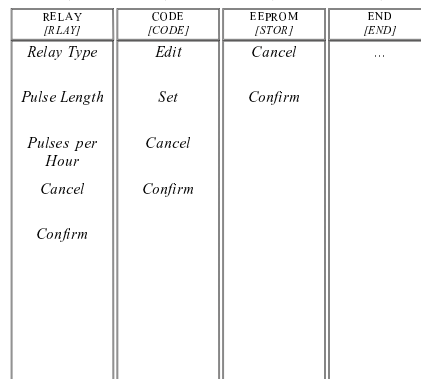 RELAY CODE EEPROM END
[RLAY] [CODE] [STOR] [END]
Relay Type Edit Cancel ...
Pulse Length Set Confirm
Pulses per Cancel
Hour
Cancel Confirm
Confirm